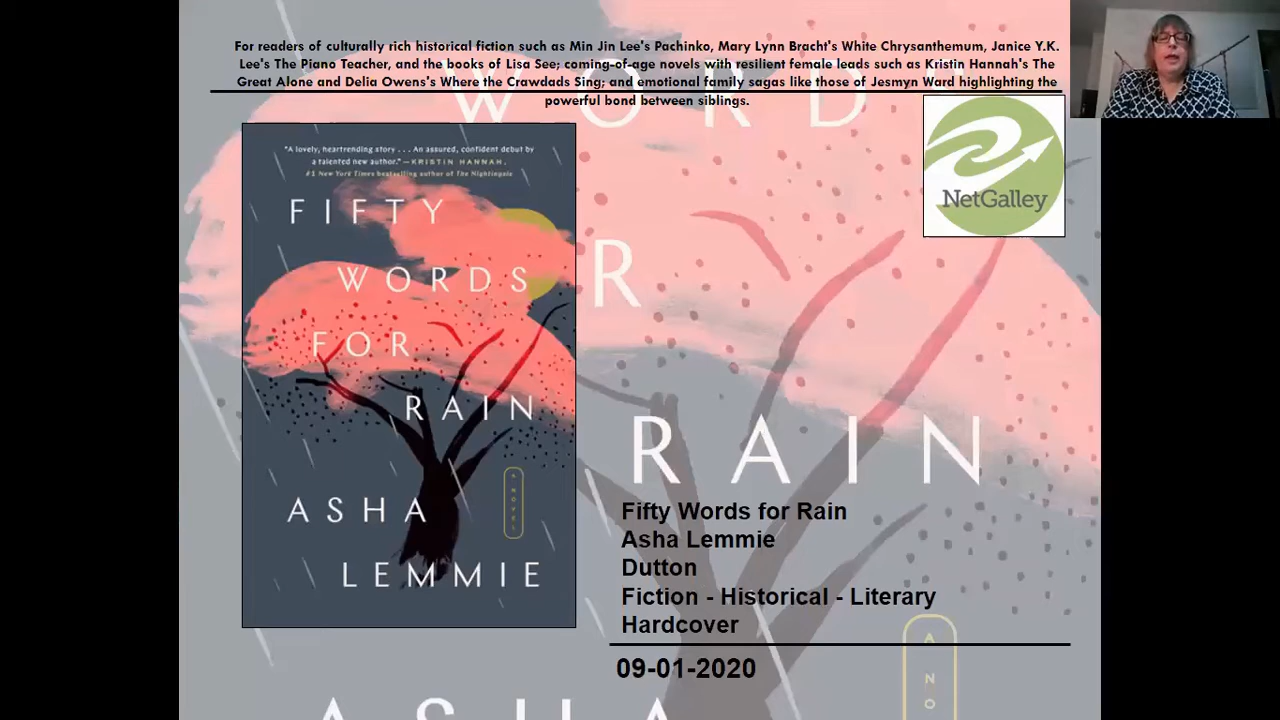 For readers of culturally rich historical fiction such as Min Jin Lee's Pachinko, Mary Lynn Bracht's White Chrysanthemum, Janice Y.K.
Lee's The Piano Teacher, and the books of Lisa See; coming-of-age novels with resilient female leads such as Kristin Hannah's The
Great Alone and Delia Owens's Where the Crawdads Sing; and emotional family sagas like those of Jesmyn Ward highlighting the
powerful bond between siblings.
WORD
"A lovely, heartrending story . . . An assured, confident debut by
a talented new author." —KRISTIN HANNAH,
#1 New York Times bestselling author of The Nightingale
FIFTY
WORDS
FOR
RAIN
A NOVEL
ASHA
LEMMIE
NetGalley
R
RAIN
Fifty Words for Rain
Asha Lemmie
Dutton
Fiction - Historical - Literary
Hardcover
09-01-2020
A NO
ASHA